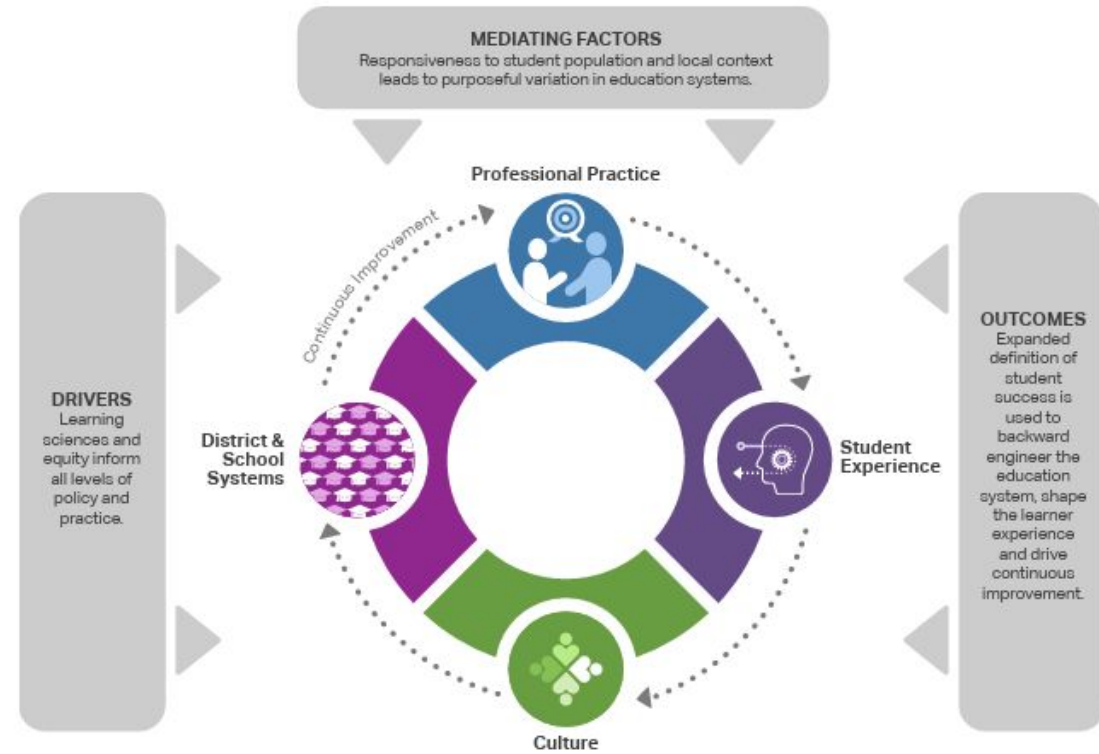 MEDIATING FACTORS
Responsiveness to student population and local context
leads to purposeful variation in education systems.
Professional Practice
Continuous Improvement
DRIVERS
Learning
sciences and
equity inform
all levels of
policy and
practice.
District &
School
Systems
Student
Experience
OUTCOMES
Expanded
definition of
student
success is
used to
backward
engineer the
education
system, shape
the learner
experience
and drive
continuous
improvement.
Culture